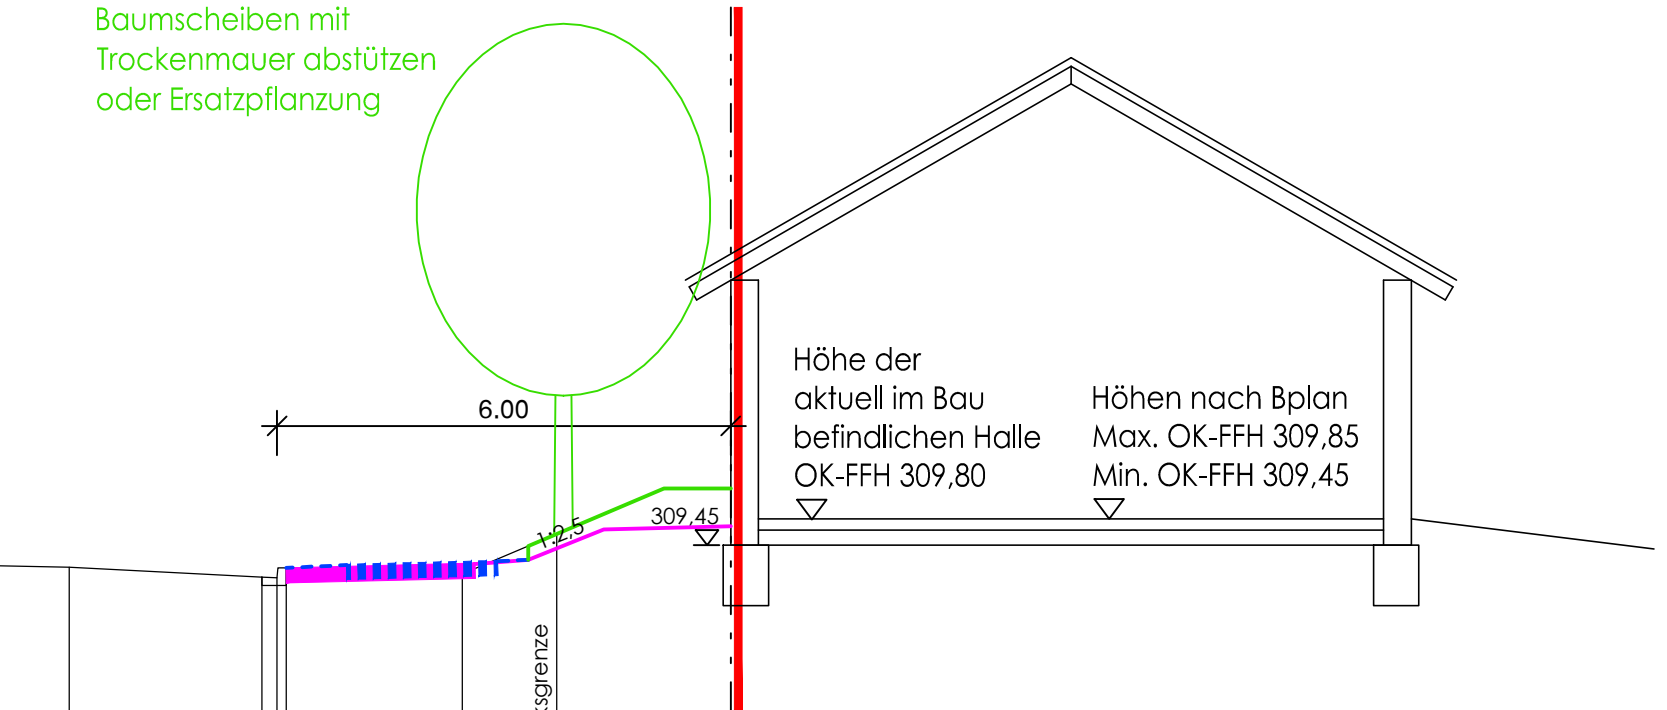 Baumscheiben mit
Trockenmauer abstützen
oder Ersatzpflanzung
6.00
Höhe der
aktuell im Bau
befindlichen Halle
OK-FFH 309,80
Höhen nach Bplan
Max. OK-FFH 309,85
Min. OK-FFH 309,45
309,45
1:2,5
sgrenze